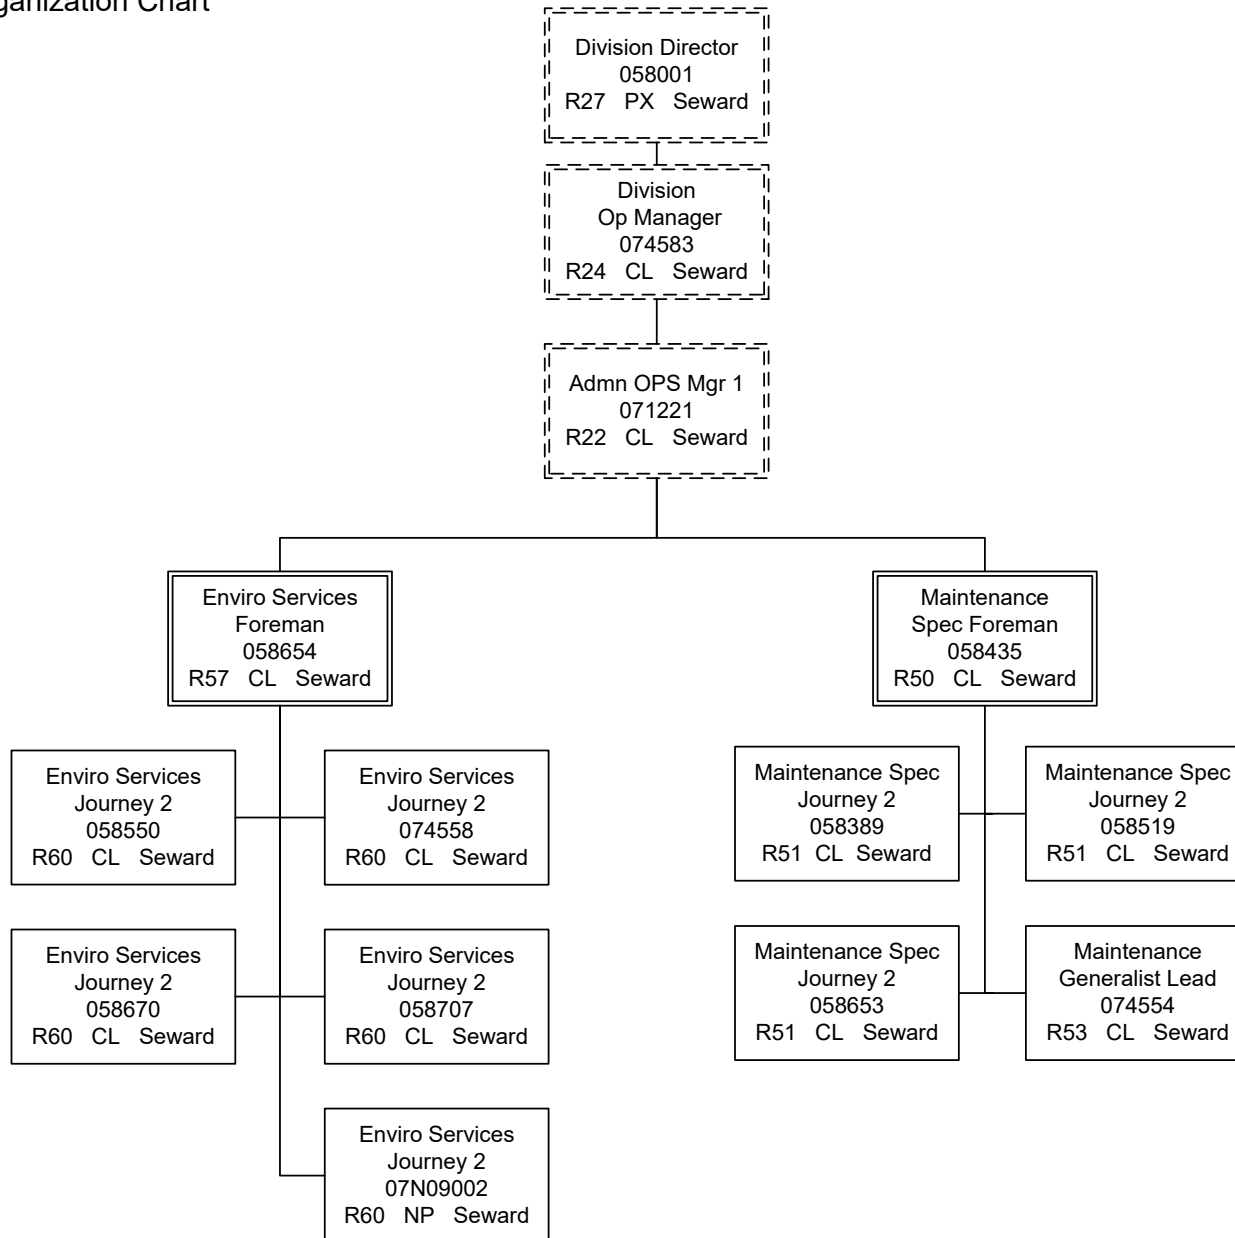 Organization Chart
Division Director
058001
R27 PX Seward
Division
Op Manager
074583
R24 CL Seward
Admn OPS Mgr 1
071221
R22 CL Seward
Enviro Services
Foreman
058654
R57 CL Seward
Maintenance
Spec Foreman
058435
R50 CL Seward
Enviro Services
Journey 2
058550
R60 CL Seward
Enviro Services
Journey 2
074558
R60 CL Seward
Maintenance Spec
Journey 2
058389
R51 CL Seward
Maintenance Spec
Journey 2
058519
R51 CL Seward
Enviro Services
Journey 2
058670
R60 CL Seward
Enviro Services
Journey 2
058707
R60 CL Seward
Maintenance Spec
Journey 2
058653
R51 CL Seward
Maintenance
Generalist Lead
074554
R53 CL Seward
Enviro Services
Journey 2
07N09002
R60 NP Seward